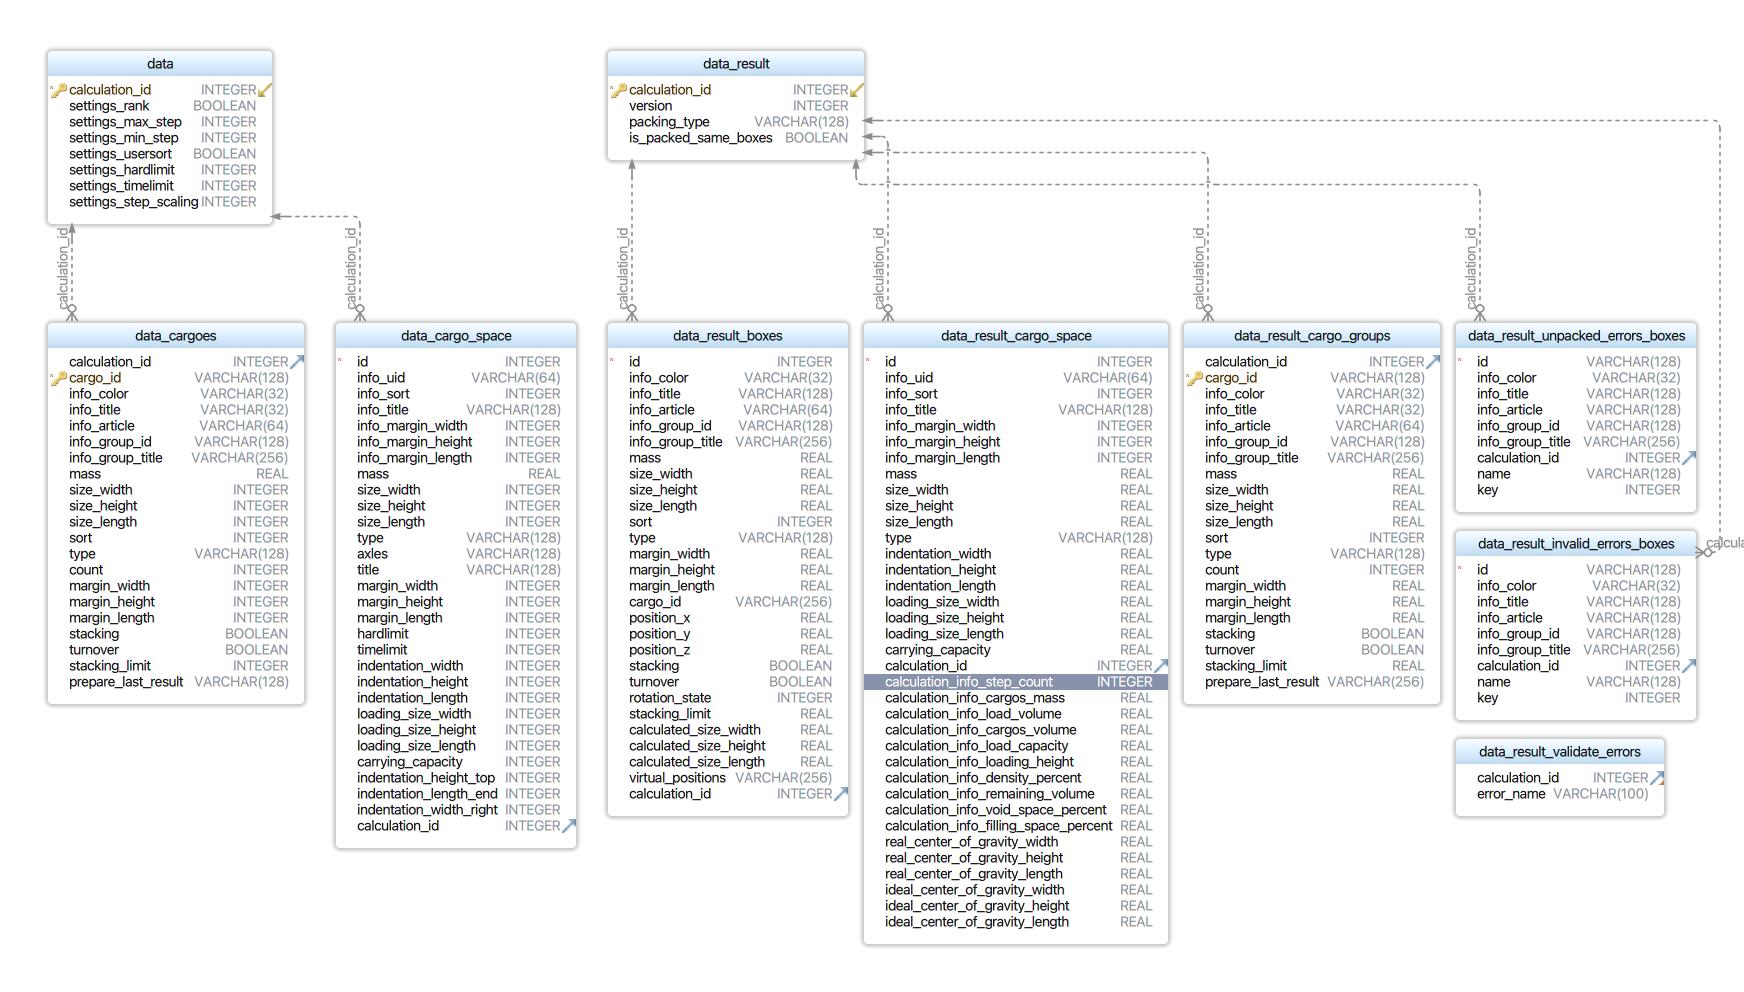 data
calculation_id INTEGER
settings_rank BOOLEAN
settings_max_step INTEGER
settings_min_step INTEGER
settings_usersort BOOLEAN
settings_hardlimit INTEGER
settings_timelimit INTEGER
settings_step_scaling INTEGER
data_result
calculation_id INTEGER
version INTEGER
packing_type VARCHAR(128)
is_packed_same_boxes BOOLEAN
calculation_id
calculation_id
calculation_id
calculation_id
calculation_id
calculation_id
data_cargoes
calculation_id INTEGER
cargo_id VARCHAR(128)
info_color VARCHAR(32)
info_title VARCHAR(32)
info_article VARCHAR(64)
info_group_id VARCHAR(128)
info_group_title VARCHAR(256)
mass REAL
size_width INTEGER
size_height INTEGER
size_length INTEGER
sort INTEGER
type VARCHAR(128)
count INTEGER
margin_width INTEGER
margin_height INTEGER
margin_length INTEGER
stacking BOOLEAN
turnover BOOLEAN
stacking_limit INTEGER
prepare_last_result VARCHAR(128)
data_cargo_space
id INTEGER
info_uid VARCHAR(64)
info_sort INTEGER
info_title VARCHAR(128)
info_margin_width INTEGER
info_margin_height INTEGER
info_margin_length INTEGER
mass REAL
size_width INTEGER
size_height INTEGER
size_length INTEGER
type VARCHAR(128)
axles VARCHAR(128)
title VARCHAR(128)
margin_width INTEGER
margin_height INTEGER
margin_length INTEGER
hardlimit INTEGER
timelimit INTEGER
indentation_width INTEGER
indentation_height INTEGER
indentation_length INTEGER
loading_size_width INTEGER
loading_size_height INTEGER
loading_size_length INTEGER
carrying_capacity INTEGER
indentation_height_top INTEGER
indentation_length_end INTEGER
indentation_width_right INTEGER
calculation_id INTEGER
data_result_boxes
id INTEGER
info_color VARCHAR(32)
info_title VARCHAR(128)
info_article VARCHAR(64)
info_group_id VARCHAR(128)
info_group_title VARCHAR(256)
mass REAL
size_width REAL
size_height REAL
size_length REAL
sort INTEGER
type VARCHAR(128)
margin_width REAL
margin_height REAL
margin_length REAL
cargo_id VARCHAR(256)
position_x REAL
position_y REAL
position_z REAL
stacking BOOLEAN
turnover BOOLEAN
rotation_state INTEGER
stacking_limit REAL
calculated_size_width REAL
calculated_size_height REAL
calculated_size_length REAL
virtual_positions VARCHAR(256)
calculation_id INTEGER
data_result_cargo_space
id INTEGER
info_uid VARCHAR(64)
info_sort INTEGER
info_title VARCHAR(128)
info_margin_width INTEGER
info_margin_height INTEGER
info_margin_length INTEGER
mass REAL
size_width REAL
size_height REAL
size_length REAL
type VARCHAR(128)
indentation_width REAL
indentation_height REAL
indentation_length REAL
loading_size_width REAL
loading_size_height REAL
loading_size_length REAL
carrying_capacity REAL
calculation_id INTEGER
calculation_info_step_count INTEGER
calculation_info_cargos_mass REAL
calculation_info_load_volume REAL
calculation_info_cargos_volume REAL
calculation_info_load_capacity REAL
calculation_info_loading_height REAL
calculation_info_density_percent REAL
calculation_info_remaining_volume REAL
calculation_info_void_space_percent REAL
calculation_info_filling_space_percent REAL
real_center_of_gravity_width REAL
real_center_of_gravity_height REAL
real_center_of_gravity_length REAL
ideal_center_of_gravity_width REAL
ideal_center_of_gravity_height REAL
ideal_center_of_gravity_length REAL
data_result_cargo_groups
calculation_id INTEGER
cargo_id VARCHAR(128)
info_color VARCHAR(32)
info_title VARCHAR(32)
info_article VARCHAR(64)
info_group_id VARCHAR(128)
info_group_title VARCHAR(256)
mass REAL
size_width REAL
size_height REAL
size_length REAL
sort INTEGER
type VARCHAR(128)
count INTEGER
margin_width REAL
margin_height REAL
margin_length REAL
stacking BOOLEAN
turnover BOOLEAN
stacking_limit REAL
prepare_last_result VARCHAR(256)
data_result_unpacked_errors_boxes
id VARCHAR(128)
info_color VARCHAR(32)
info_title VARCHAR(128)
info_article VARCHAR(128)
info_group_id VARCHAR(128)
info_group_title VARCHAR(256)
calculation_id INTEGER
name VARCHAR(128)
key INTEGER
data_result_invalid_errors_boxes
calcula
id VARCHAR(128)
info_color VARCHAR(32)
info_title VARCHAR(128)
info_article VARCHAR(128)
info_group_id VARCHAR(128)
info_group_title VARCHAR(256)
calculation_id INTEGER
name VARCHAR(128)
key INTEGER
data_result_validate_errors
calculation_id INTEGER
error_name VARCHAR(100)